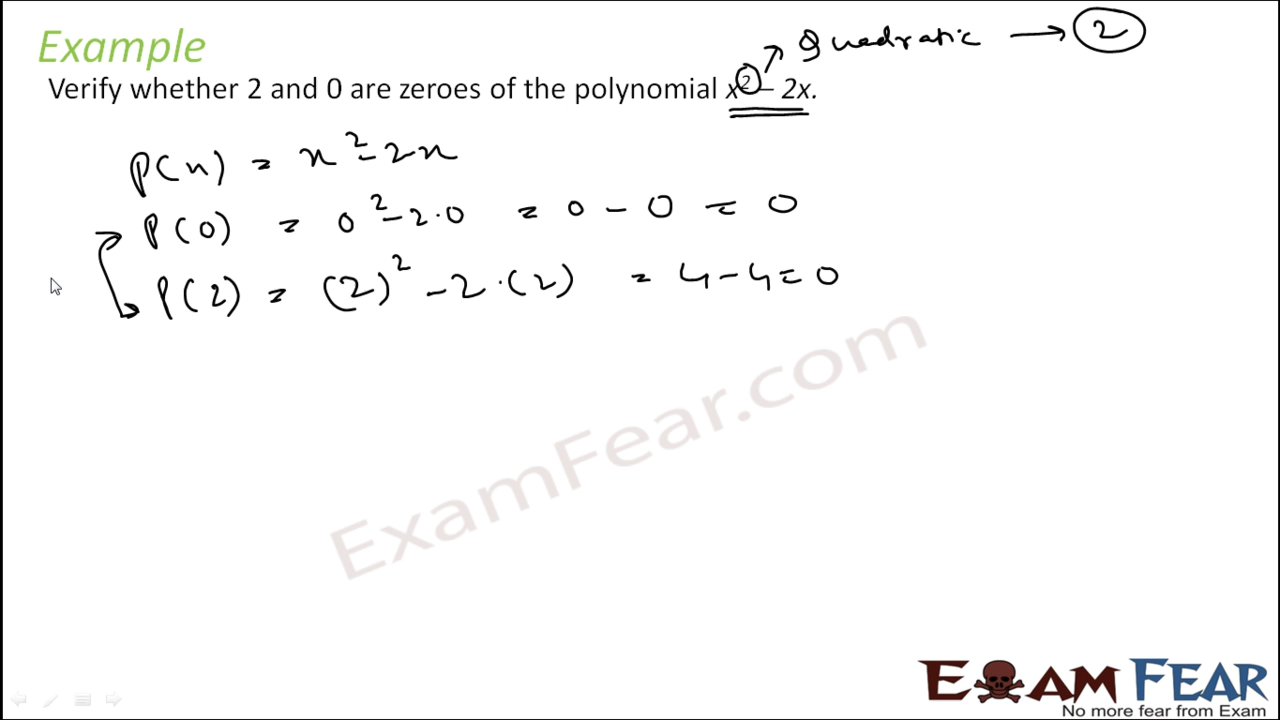 Example
Quadratic → 2
Verify whether 2 and 0 are zeroes of the polynomial x² – 2x.
P(x) = x² – 2x
P(0) = 0² – 2·0 = 0 – 0 = 0
P(2) = (2)² – 2·(2) = 4 – 4 = 0
ExamFear.com
EXAM FEAR
No more fear from Exam